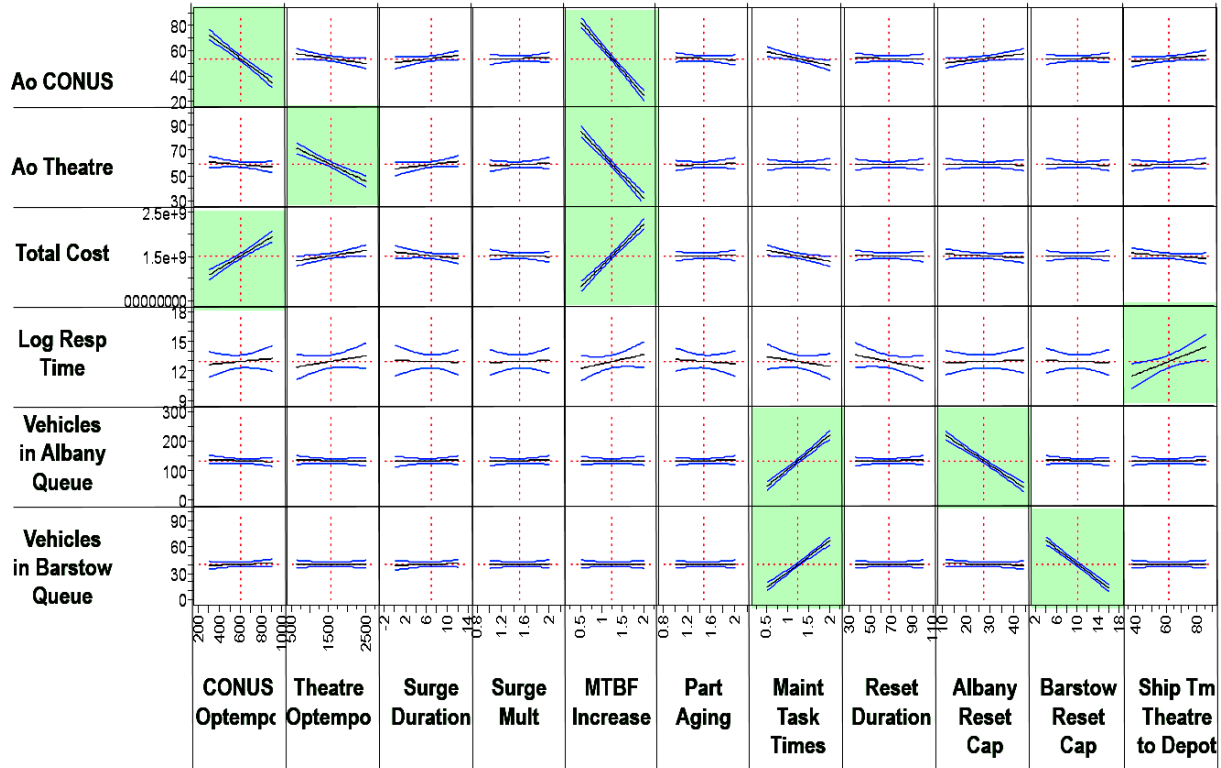 80
60
Ao CONUS
40
20
90
Ao Theatre
70
50
30
2.5e+9
Total Cost
1.5e+9
00000000
18
Log Resp
Time
15
12
9
300
Vehicles
in Albany
Queue
200
100
0
90
Vehicles
in Barstow
Queue
60
30
0
200 400 600 800 1000
500 1500 2500
-2 2 6 10 14
0.8 1.2 1.6 2
0.5 1 1.5 2
0.8 1.2 1.6 2
0.5 1 1.5 2
30 50 70 90 110
10 20 30 40
2 6 10 14 18
40 60 80
CONUS
Optempo
Theatre
Optempo
Surge
Duration
Surge
Mult
MTBF
Increase
Part
Aging
Maint
Task
Times
Reset
Duration
Albany
Reset
Cap
Barstow
Reset
Cap
Ship Tm
Theatre
to Depot